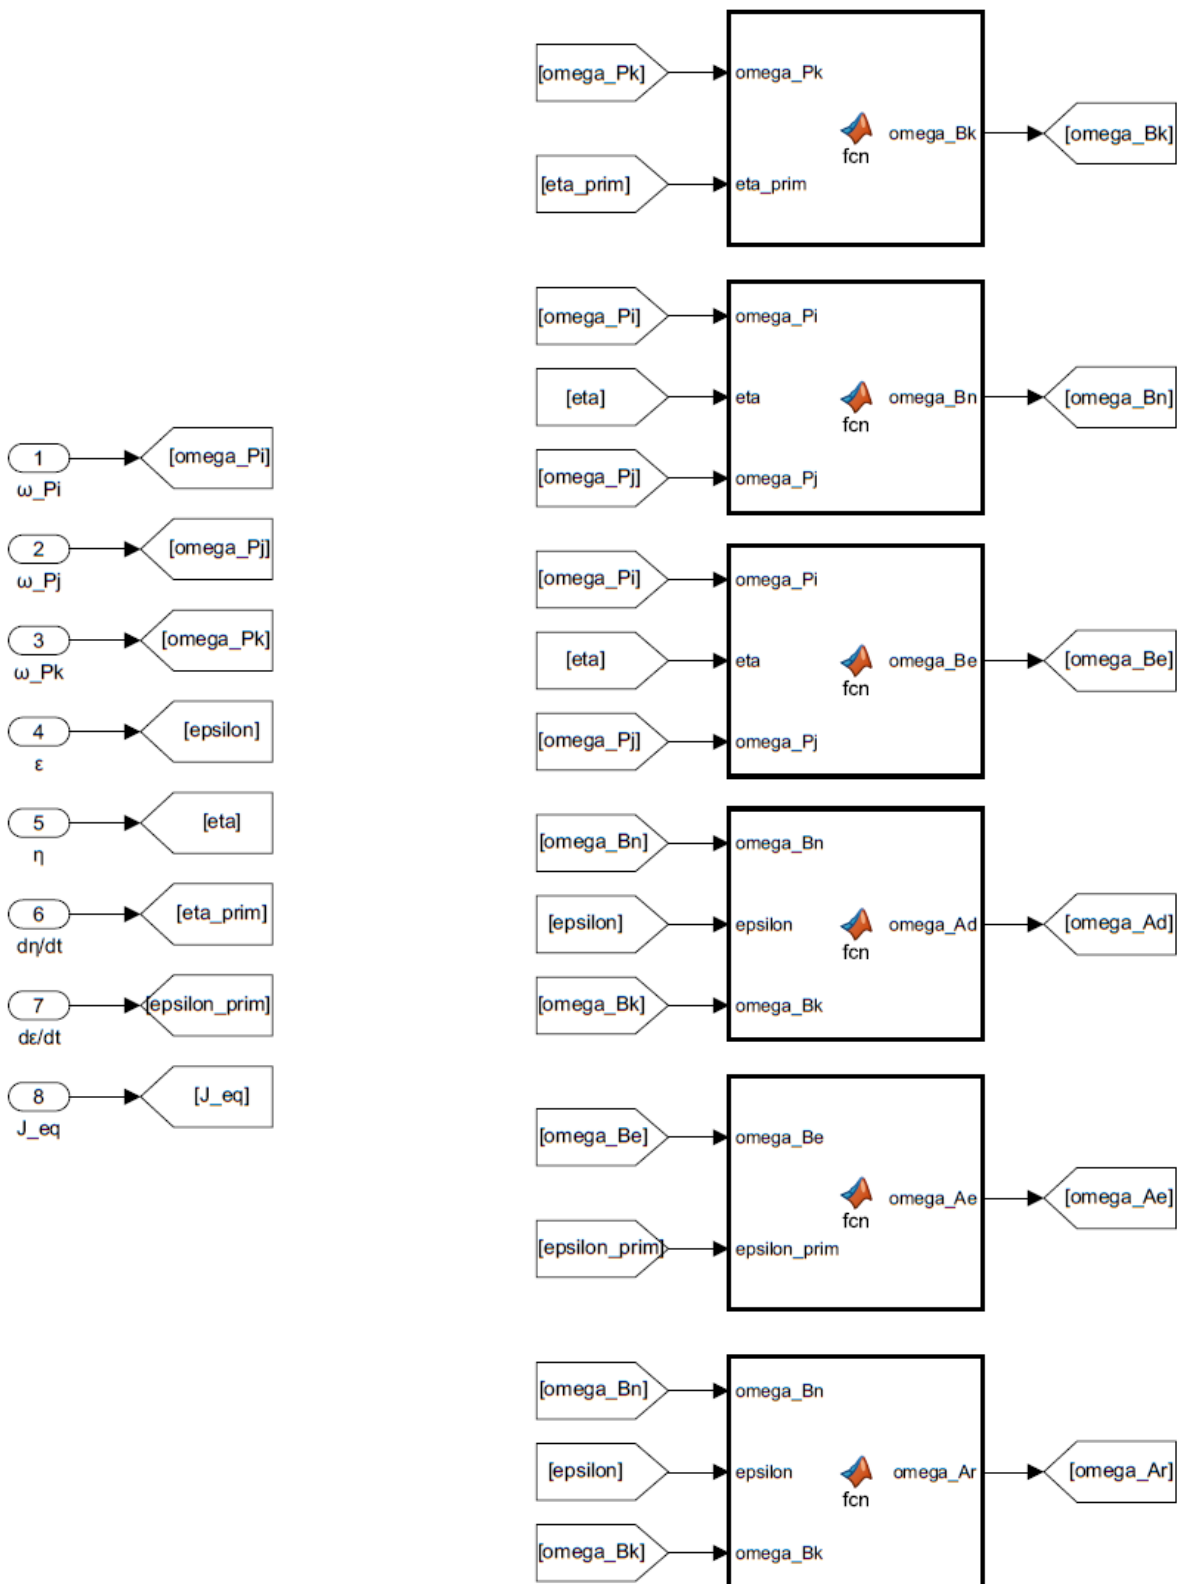 1
ω_Pi
[omega_Pi]
2
ω_Pj
[omega_Pj]
3
ω_Pk
[omega_Pk]
4
ε
[epsilon]
5
η
[eta]
6
dη/dt
[eta_prim]
7
dε/dt
[epsilon_prim]
8
J_eq
[J_eq]
[omega_Pk]
omega_Pk
[eta_prim]
eta_prim
fcn
omega_Bk
[omega_Bk]
[omega_Pi]
omega_Pi
[eta]
eta
[omega_Pj]
omega_Pj
fcn
omega_Bn
[omega_Bn]
[omega_Pi]
omega_Pi
[eta]
eta
[omega_Pj]
omega_Pj
fcn
omega_Be
[omega_Be]
[omega_Bn]
omega_Bn
[epsilon]
epsilon
[omega_Bk]
omega_Bk
fcn
omega_Ad
[omega_Ad]
[omega_Be]
omega_Be
[epsilon_prim]
epsilon_prim
fcn
omega_Ae
[omega_Ae]
[omega_Bn]
omega_Bn
[epsilon]
epsilon
[omega_Bk]
omega_Bk
fcn
omega_Ar
[omega_Ar]